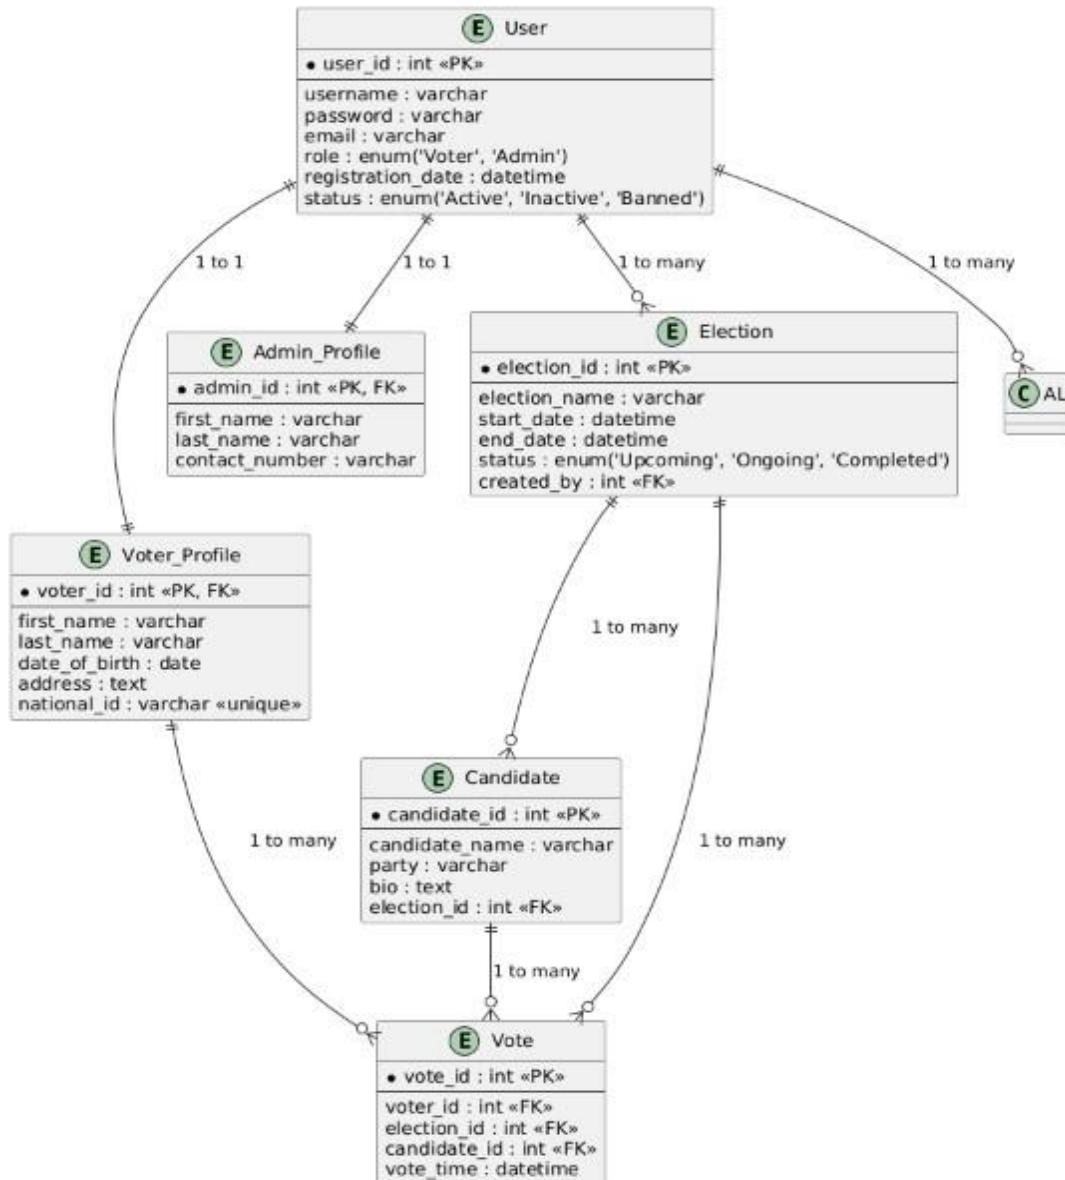 E User
* user_id : int «PK»
username : varchar
password : varchar
email : varchar
role : enum('Voter', 'Admin')
registration_date : datetime
status : enum('Active', 'Inactive', 'Banned')
1 to 1
1 to 1
1 to many
1 to many
E Admin_Profile
* admin_id : int «PK, FK»
first_name : varchar
last_name : varchar
contact_number : varchar
E Election
* election_id : int «PK»
election_name : varchar
start_date : datetime
end_date : datetime
status : enum('Upcoming', 'Ongoing', 'Completed')
created_by : int «FK»
C AL
E Voter_Profile
* voter_id : int «PK, FK»
first_name : varchar
last_name : varchar
date_of_birth : date
address : text
national_id : varchar «unique»
1 to many
E Candidate
* candidate_id : int «PK»
candidate_name : varchar
party : varchar
bio : text
election_id : int «FK»
1 to many
1 to many
1 to many
E Vote
* vote_id : int «PK»
voter_id : int «FK»
election_id : int «FK»
candidate_id : int «FK»
vote_time : datetime